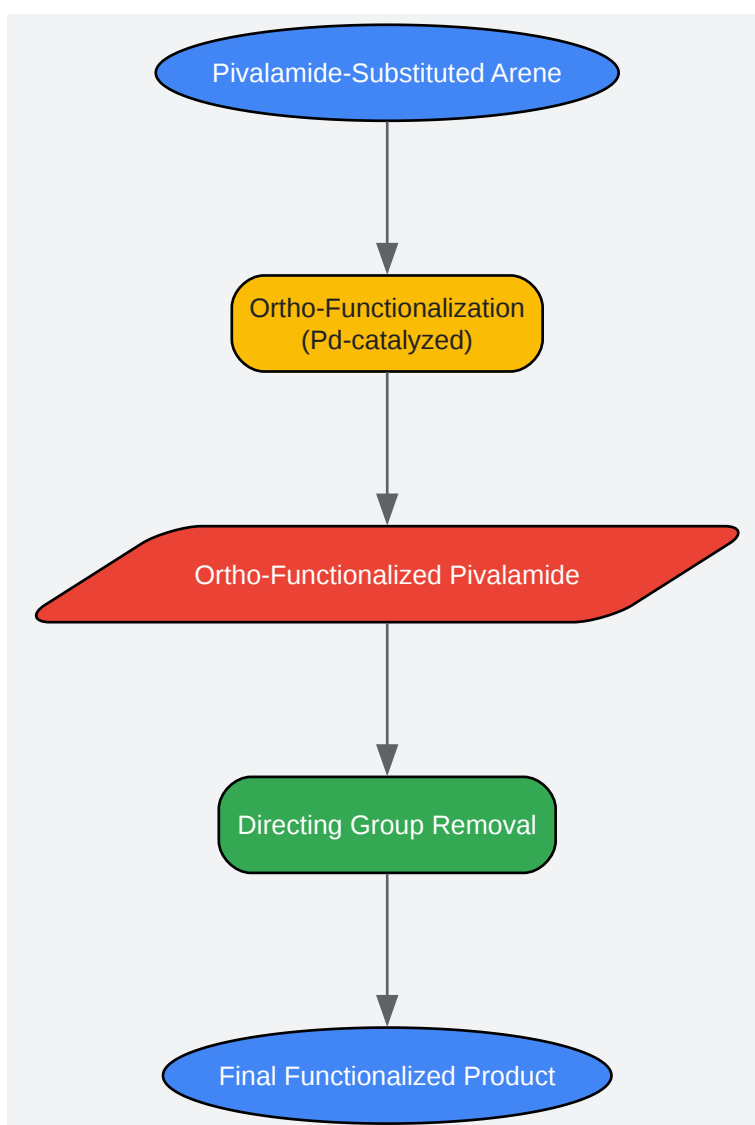 Pivalamide-Substituted Arene
Ortho-Functionalization
(Pd-catalyzed)
Ortho-Functionalized Pivalamide
Directing Group Removal
Final Functionalized Product